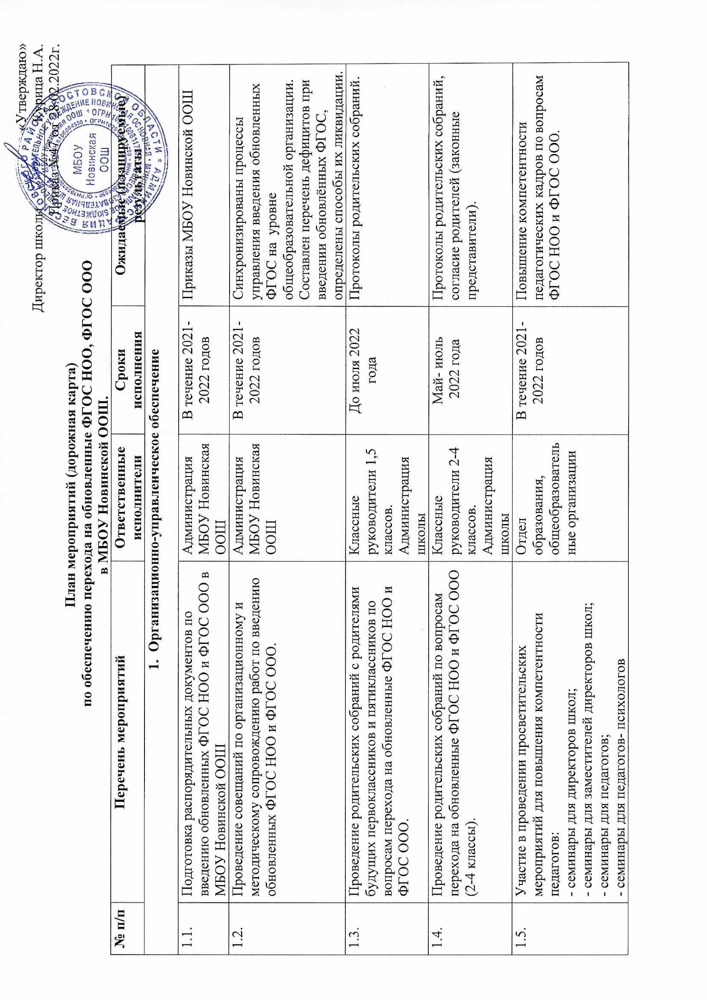 «Утверждаю»
Директор школы Курица Н.А.
Приказ №41 от 28.02.2022г.
План мероприятий (дорожная карта)
по обеспечению перехода на обновленные ФГОС НОО, ФГОС ООО
в МБОУ Новинской ООШ.
МБОУ
Новинская
ООШ
№ п/п
Перечень мероприятий
Ответственные
исполнители
Сроки
исполнения
Ожидаемые (планируемые)
результаты
1. Организационно-управленческое обеспечение
1.1.
Подготовка распорядительных документов по
введению обновленных ФГОС НОО и ФГОС ООО в
МБОУ Новинской ООШ
Администрация
МБОУ Новинская
ООШ
В течение 2021-
2022 годов
Приказы МБОУ Новинской ООШ
1.2.
Проведение совещаний по организационному и
методическому сопровождению работ по введению
обновленных ФГОС НОО и ФГОС ООО.
Администрация
МБОУ Новинская
ООШ
В течение 2021-
2022 годов
Синхронизированы процессы
управления введения обновленных
ФГОС на уровне
общеобразовательной организации.
Составлен перечень дефицитов при
введении обновлённых ФГОС,
определены способы их ликвидации.
1.3.
Проведение родительских собраний с родителями
будущих первоклассников и пятиклассников по
вопросам перехода на обновленные ФГОС НОО и
ФГОС ООО.
Классные
руководители 1,5
классов.
Администрация
школы
До июля 2022
года
Протоколы родительских собраний.
1.4.
Проведение родительских собраний по вопросам
перехода на обновленные ФГОС НОО и ФГОС ООО
(2-4 классы).
Классные
руководители 2-4
классов.
Администрация
школы
Май- июль
2022 года
Протоколы родительских собраний,
согласие родителей (законные
представители).
1.5.
Участие в проведении просветительских
мероприятий для повышения компетентности
педагогов:
- семинары для директоров школ;
- семинары для заместителей директоров школ;
- семинары для педагогов;
- семинары для педагогов- психологов
Отдел
образования,
общеобразователь
ные организации
В течение 2021-
2022 годов
Повышение компетентности
педагогических кадров по вопросам
ФГОС НОО и ФГОС ООО.